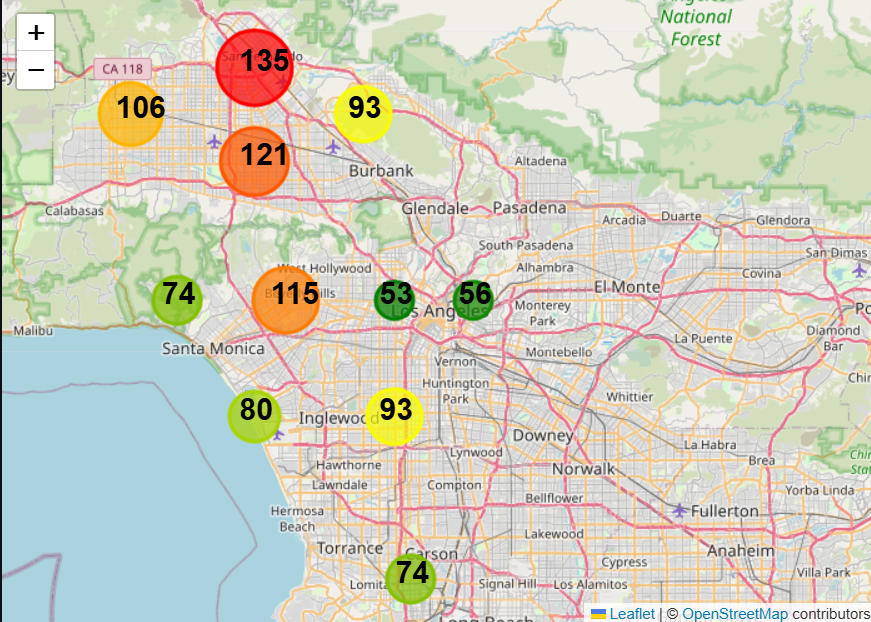 Angeles
National
Forest
+
−
CA 118
135
106
93
121
Burbank
Altadena
Glendale
Pasadena
Calabasas
Arcadia
Duarte
Glendora
South Pasadena
San Dimas
West Hollywood
Alhambra
Covina
74
115
53
56
El Monte
Los Angeles
Monterey
Park
Malibu
Diamond
Bar
La Puente
Santa Monica
Montebello
Vernon
Huntington
Park
Whittier
80
93
Inglewood
Downey
La Habra
Lynwood
Brea
Hawthorne
Norwalk
Lawndale
Compton
Yorba Linda
Bellflower
Hermosa
Beach
Fullerton
Lakewood
Torrance
Carson
Anaheim
Cypress
74
Lomita
Signal Hill
Los Alamitos
Villa Park
Long Beach
Leaflet | © OpenStreetMap contributors